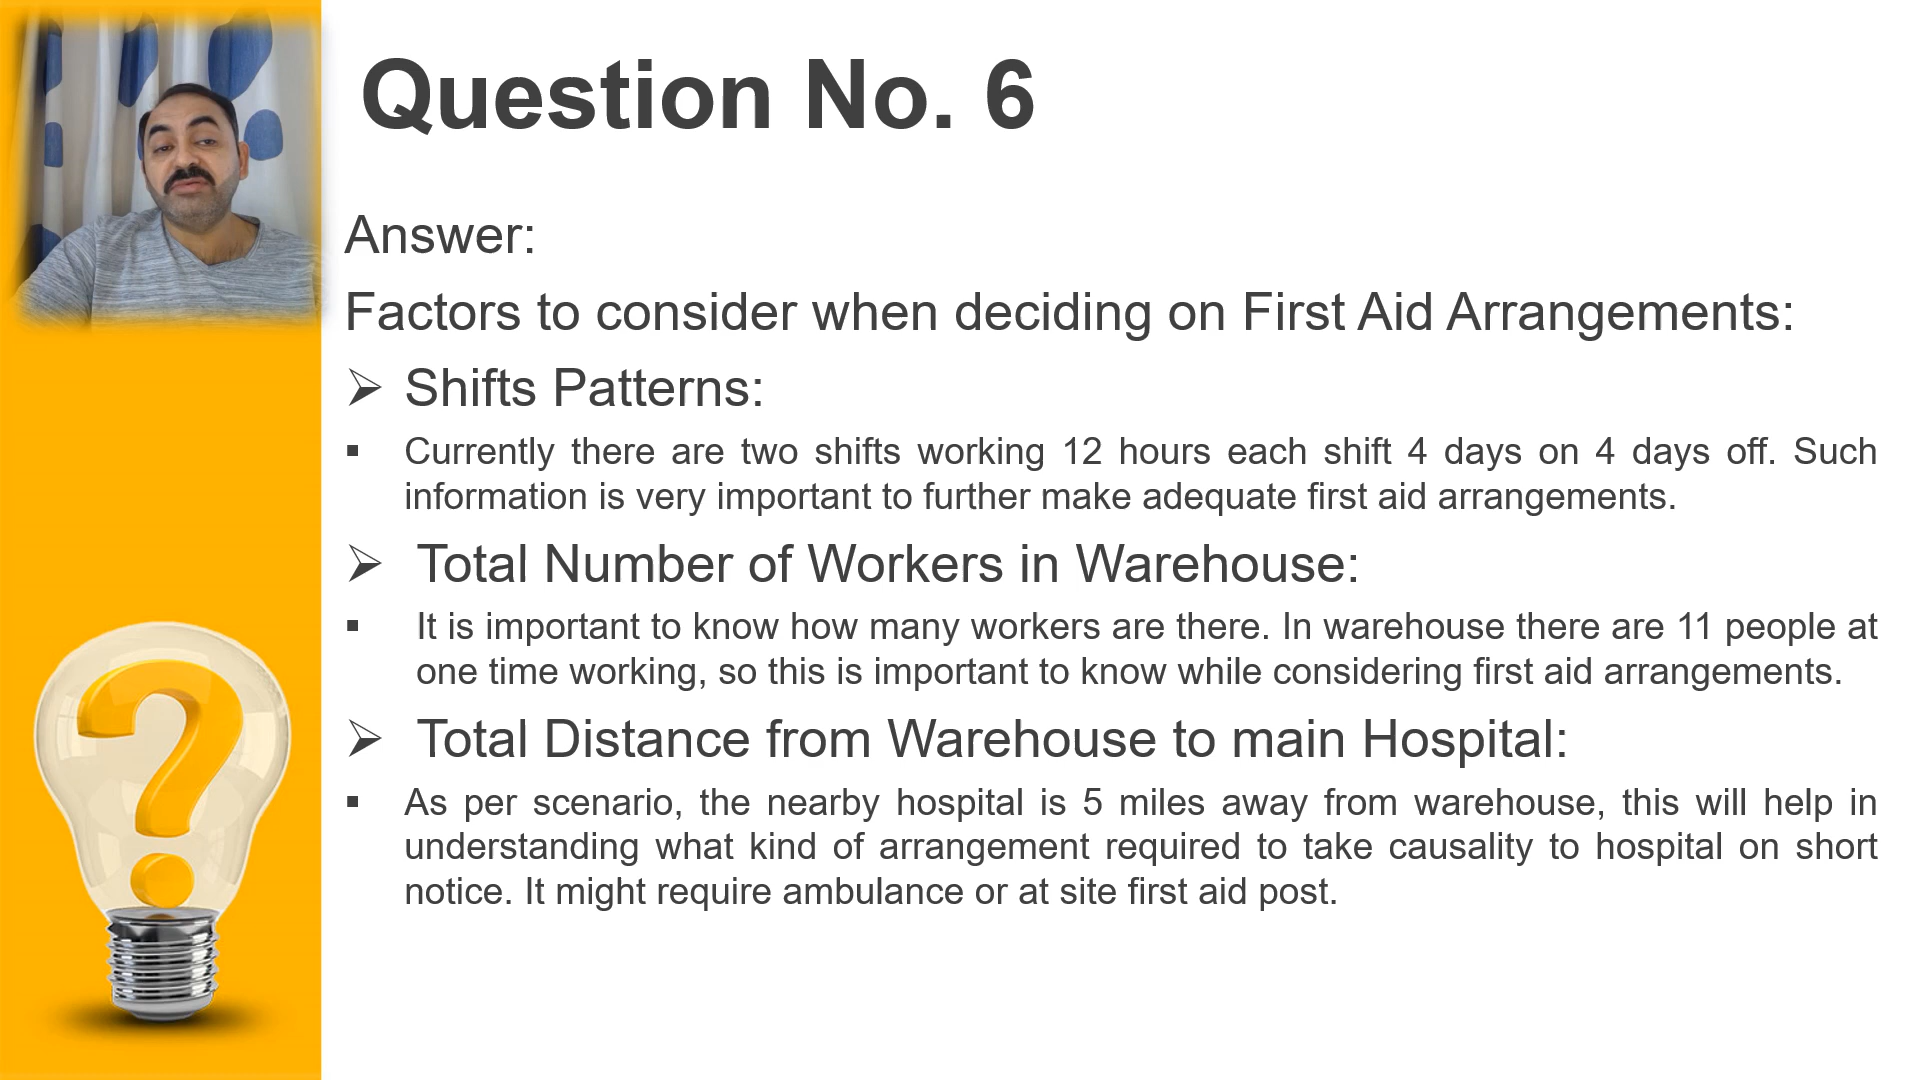 Question No. 6
Answer:
Factors to consider when deciding on First Aid Arrangements:
➢ Shifts Patterns:
▪ Currently there are two shifts working 12 hours each shift 4 days on 4 days off. Such
information is very important to further make adequate first aid arrangements.
➢ Total Number of Workers in Warehouse:
▪ It is important to know how many workers are there. In warehouse there are 11 people at
one time working, so this is important to know while considering first aid arrangements.
➢ Total Distance from Warehouse to main Hospital:
▪ As per scenario, the nearby hospital is 5 miles away from warehouse, this will help in
understanding what kind of arrangement required to take causality to hospital on short
notice. It might require ambulance or at site first aid post.